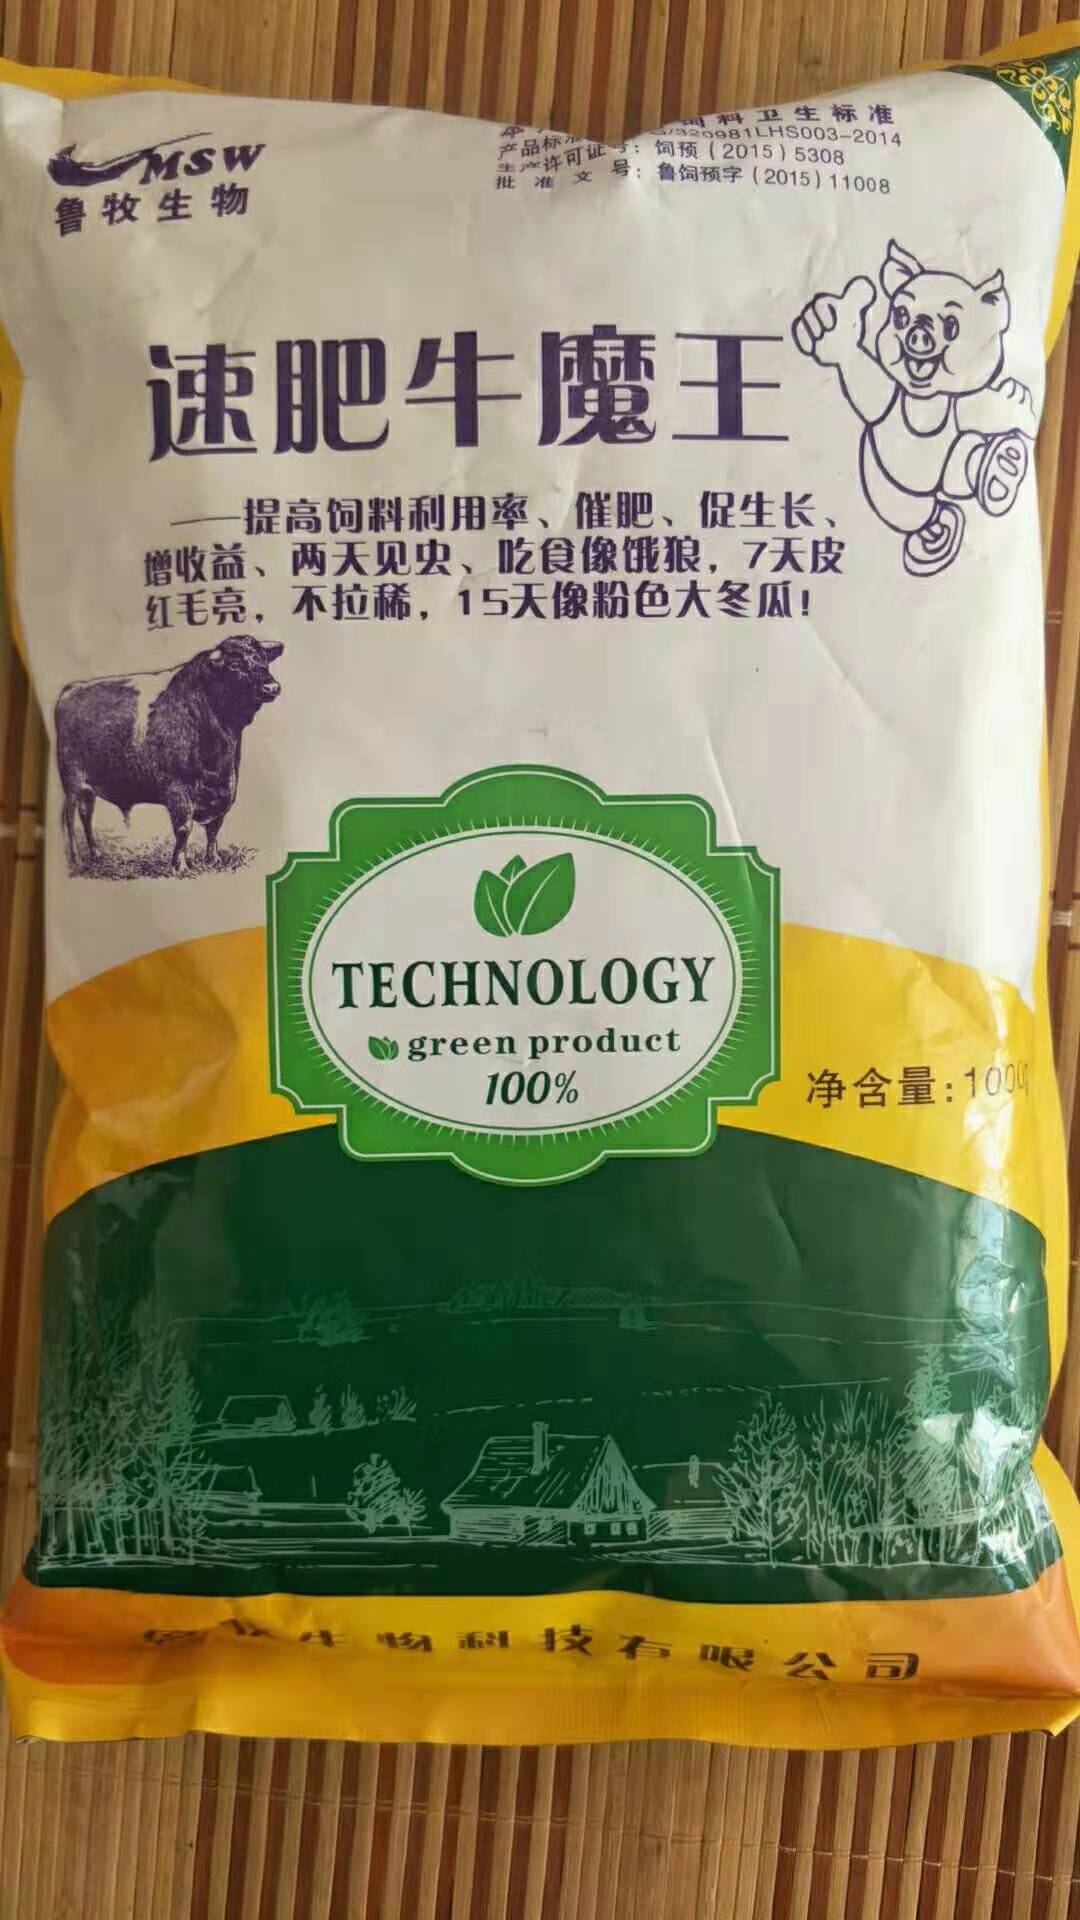 MSW
鲁牧生物
饲料卫生标准
产品标准 320981LHS003-2014
生产许可证号：饲预（2015）5308
批准文号：鲁饲预字（2015）11008
速肥牛魔王
——提高饲料利用率、催肥、促生长、
增收益、两天见虫、吃食像饿狼，7天皮
红毛亮，不拉稀，15天像粉色大冬瓜！
TECHNOLOGY
green product
100%
净含量:1000g
鲁牧生物科技有限公司